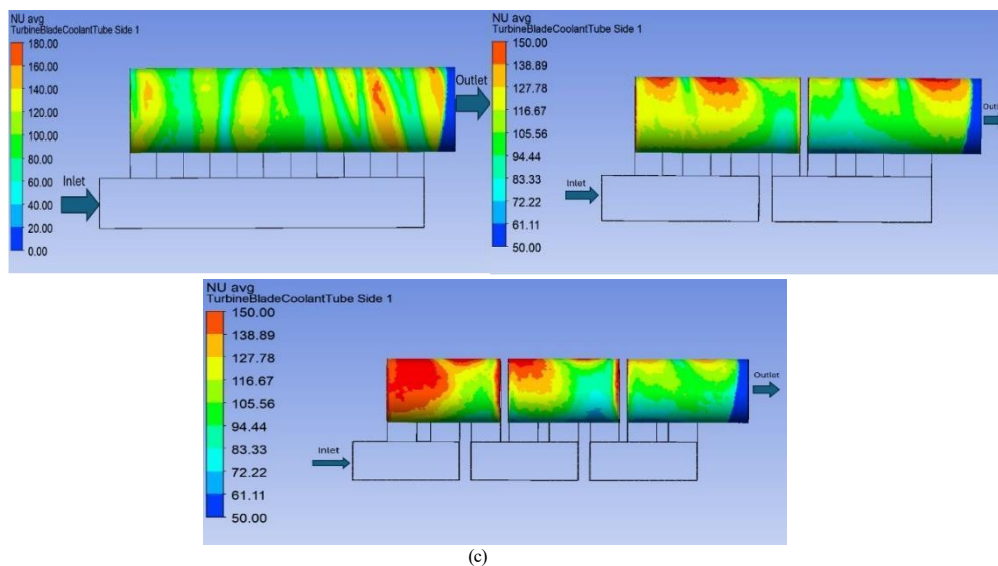 NU avg
TurbineBladeCoolantTube Side 1
180.00
160.00
140.00
120.00
100.00
80.00
60.00
40.00
20.00
0.00
Inlet
Outlet
NU avg
TurbineBladeCoolantTube Side 1
150.00
138.89
127.78
116.67
105.56
94.44
83.33
72.22
61.11
50.00
Inlet
Outl
NU avg
TurbineBladeCoolantTube Side 1
150.00
138.89
127.78
116.67
105.56
94.44
83.33
72.22
61.11
50.00
Inlet
Outlet
(c)